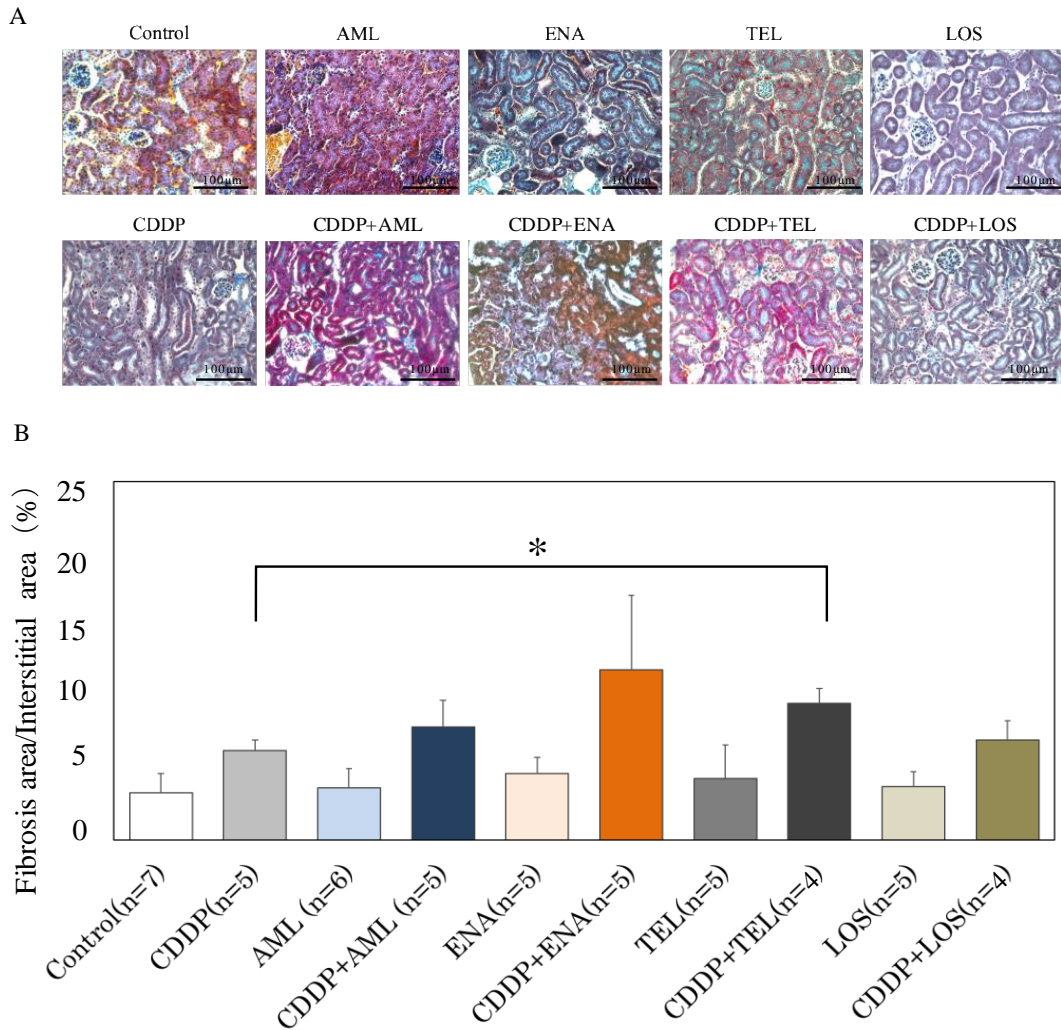 A
Control AML ENA TEL LOS
100μm 100μm 100μm 100μm 100μm
CDDP CDDP+AML CDDP+ENA CDDP+TEL CDDP+LOS
100μm 100μm 100μm 100μm 100μm
B
Fibrosis area/Interstitial area (%)
25
20
15
10
5
0
*
Control(n=7)
CDDP(n=5)
AML (n=6)
CDDP+AML (n=5)
ENA(n=5)
CDDP+ENA(n=5)
TEL(n=5)
CDDP+TEL(n=4)
LOS(n=5)
CDDP+LOS(n=4)